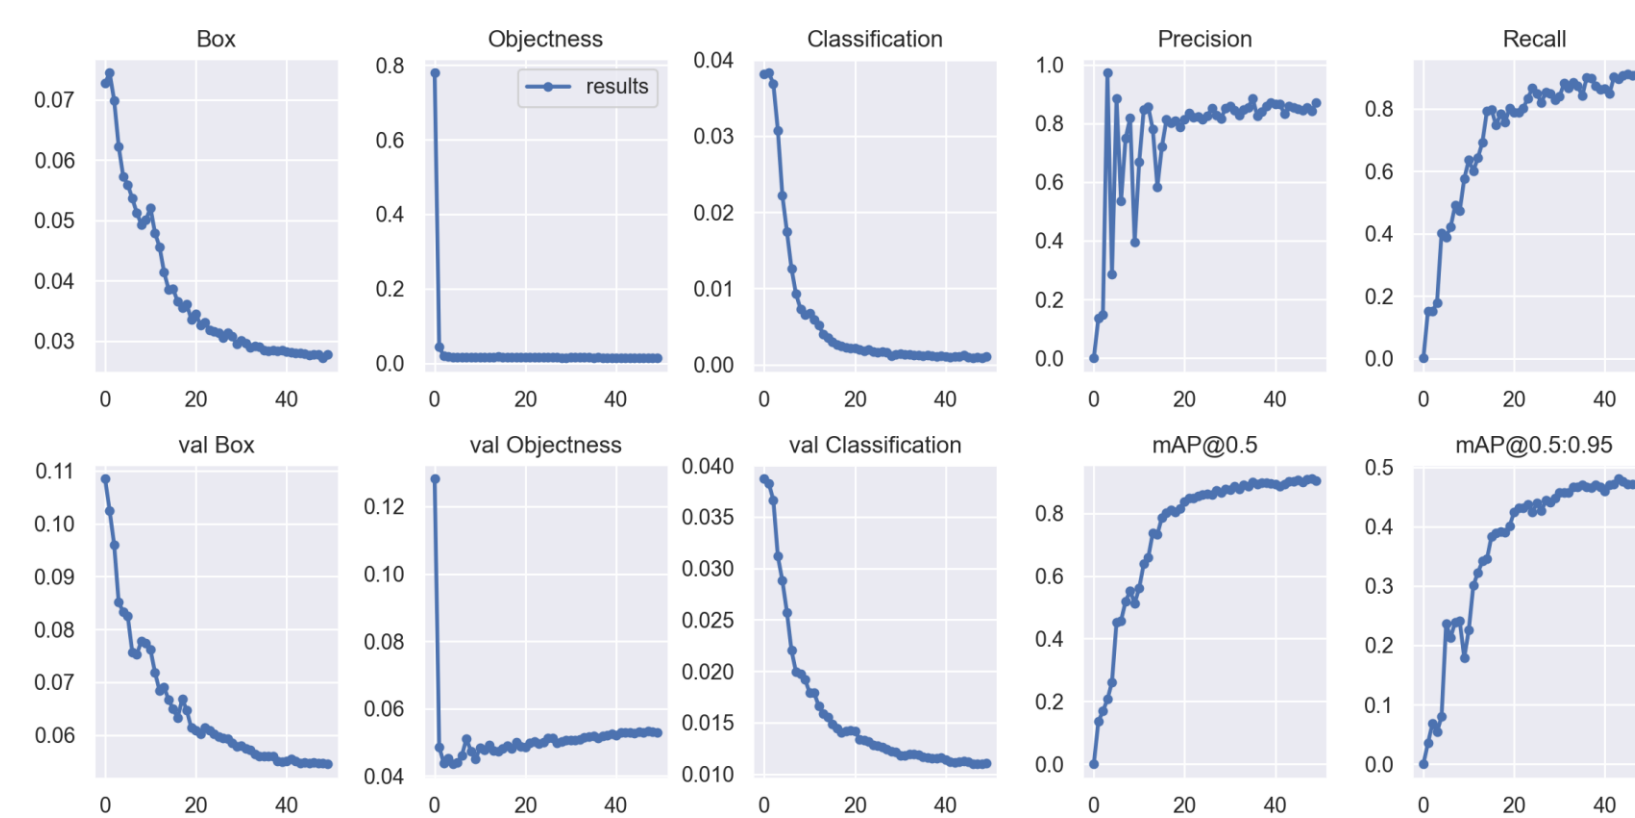 Box
Objectness
Classification
Precision
Recall
0.07
0.06
0.05
0.04
0.03
0 20 40
0.8
0.6
0.4
0.2
0.0
results
0 20 40
0.04
0.03
0.02
0.01
0.00
0 20 40
1.0
0.8
0.6
0.4
0.2
0.0
0 20 40
0.8
0.6
0.4
0.2
0.0
0 20 40
val Box
val Objectness
val Classification
mAP@0.5
mAP@0.5:0.95
0.11
0.10
0.09
0.08
0.07
0.06
0 20 40
0.12
0.10
0.08
0.06
0.04
0 20 40
0.040
0.035
0.030
0.025
0.020
0.015
0.010
0 20 40
0.8
0.6
0.4
0.2
0.0
0 20 40
0.5
0.4
0.3
0.2
0.1
0.0
0 20 40